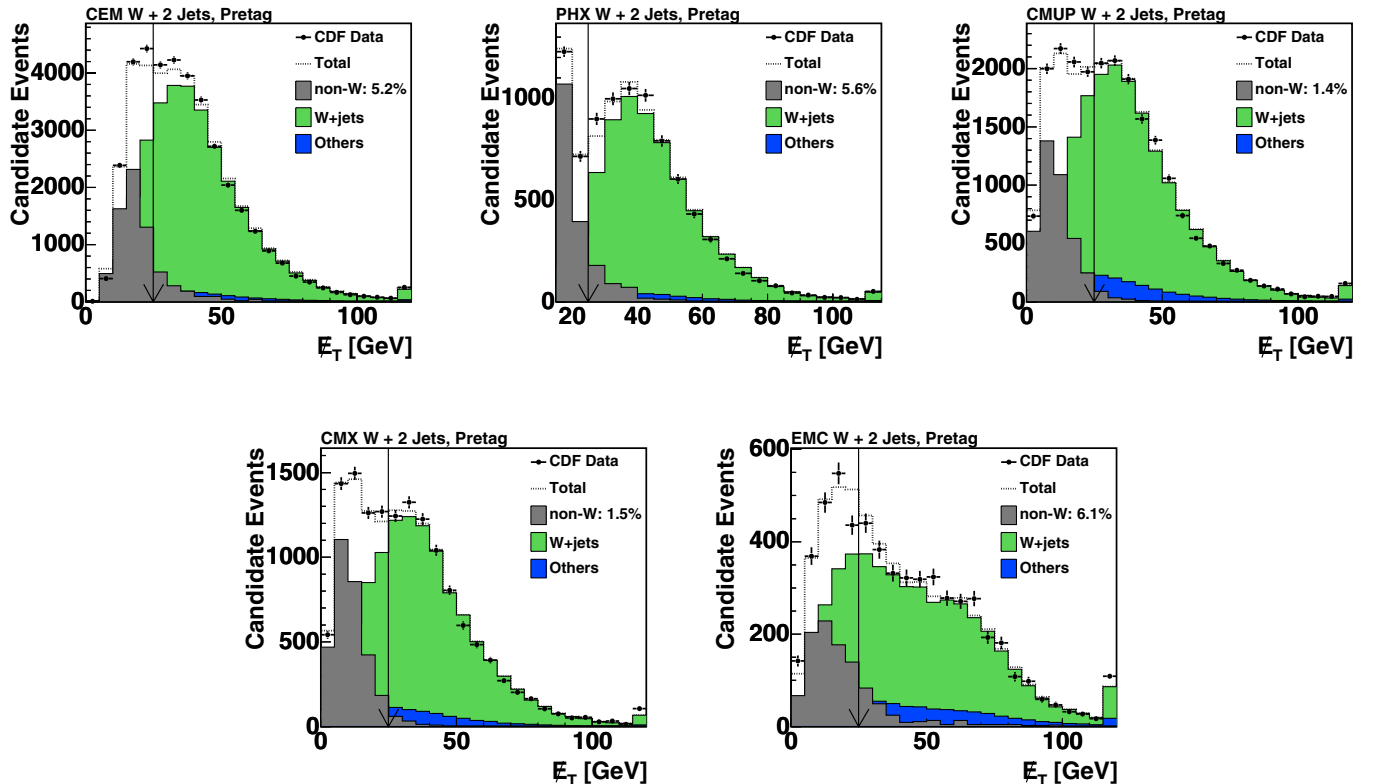 CEM W + 2 Jets, Pretag
Candidate Events
4000
3000
2000
1000
0
0
50
100
E̸T [GeV]
CDF Data
Total
non-W: 5.2%
W+jets
Others
PHX W + 2 Jets, Pretag
Candidate Events
1000
500
0
20
40
60
80
20
40
60
80
100
E̸T [GeV]
E̸T [GeV]
CDF Data
Total
non-W: 5.6%
W+jets
Others
CMUP W + 2 Jets, Pretag
Candidate Events
2000
1500
1000
500
0
0
50
100
E̸T [GeV]
CDF Data
Total
non-W: 1.4%
W+jets
Others
CMX W + 2 Jets, Pretag
Candidate Events
1500
1000
500
0
0
50
100
E̸T [GeV]
CDF Data
Total
non-W: 1.5%
W+jets
Others
EMC W + 2 Jets, Pretag
Candidate Events
600
400
200
0
0
50
100
E̸T [GeV]
CDF Data
Total
non-W: 6.1%
W+jets
Others